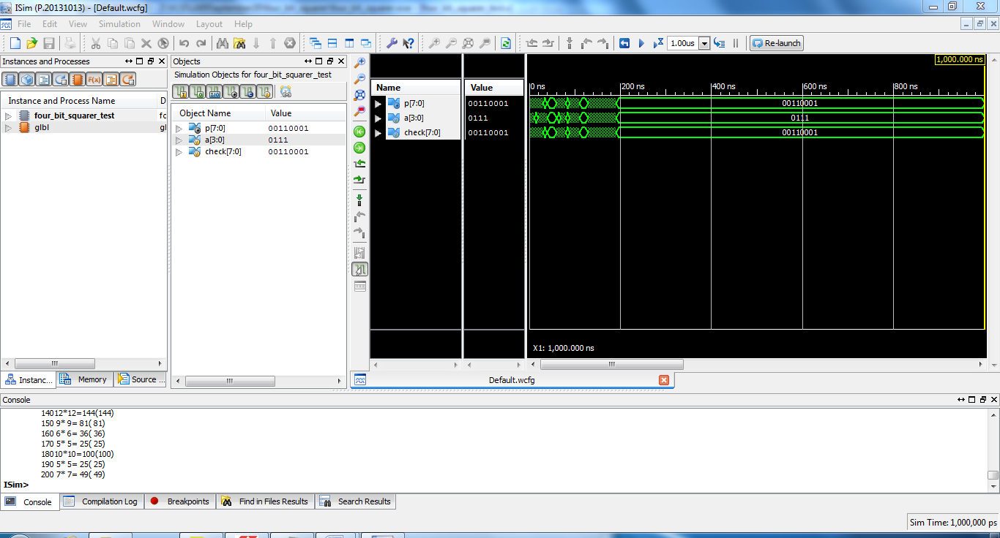 ISim (P.20131013) - [Default.wcfg]
File Edit View Simulation Window Layout Help
1.00us Re-launch
Instances and Processes
Instance and Process Name D
four_bit_squarer_test fc
glbl gl
Instanc... Memory Source ...
Objects
Simulation Objects for four_bit_squarer_test
Object Name Value
p[7:0] 00110001
a[3:0] 0111
check[7:0] 00110001
Name Value
p[7:0] 00110001
a[3:0] 0111
check[7:0] 00110001
1,000.000 ns
0 ns 200 ns 400 ns 600 ns 800 ns
00110001
0111
00110001
X1: 1,000.000 ns
Default.wcfg
Console
14012*12=144(144)
150 9* 9= 81( 81)
160 6* 6= 36( 36)
170 5* 5= 25( 25)
18010*10=100(100)
190 5* 5= 25( 25)
200 7* 7= 49( 49)
ISim>
Console Compilation Log Breakpoints Find in Files Results Search Results
Sim Time: 1,000,000 ps